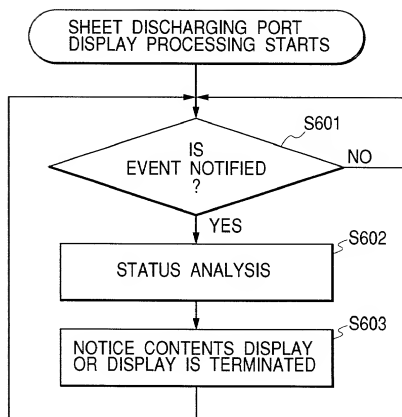 SHEET DISCHARGING PORT
DISPLAY PROCESSING STARTS
S601
IS
EVENT NOTIFIED
?
NO
YES
S602
STATUS ANALYSIS
S603
NOTICE CONTENTS DISPLAY
OR DISPLAY IS TERMINATED